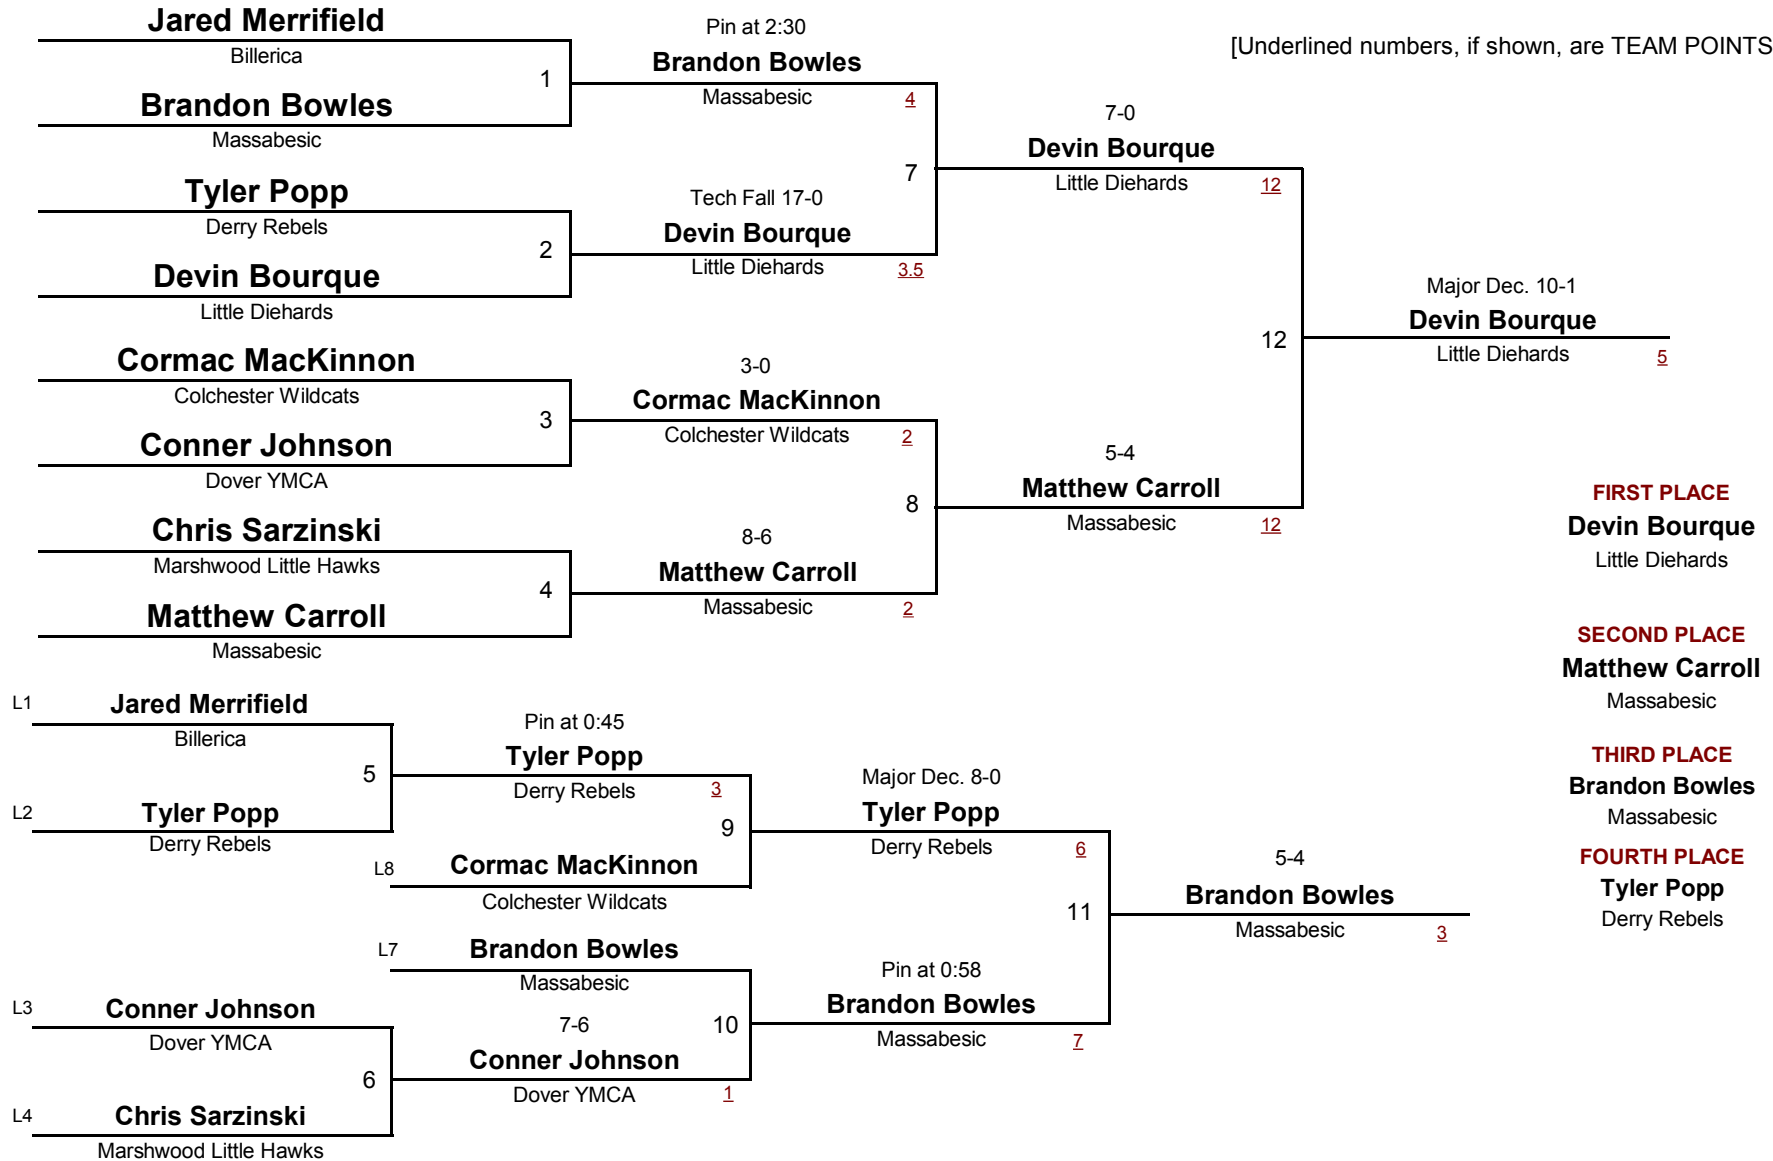 Jared Merrifield
Billerica
1
Brandon Bowles
Massabesic
Tyler Popp
Derry Rebels
2
Devin Bourque
Little Diehards
Cormac MacKinnon
Colchester Wildcats
3
Conner Johnson
Dover YMCA
Chris Sarzinski
Marshwood Little Hawks
4
Matthew Carroll
Massabesic
Pin at 2:30
Brandon Bowles
Massabesic 4
7
Tech Fall 17-0
Devin Bourque
Little Diehards 3.5
3-0
Cormac MacKinnon
Colchester Wildcats 2
8
8-6
Matthew Carroll
Massabesic 2
[Underlined numbers, if shown, are TEAM POINTS
7-0
Devin Bourque
Little Diehards 12
12
5-4
Matthew Carroll
Massabesic 12
Major Dec. 10-1
Devin Bourque
Little Diehards 5
FIRST PLACE
Devin Bourque
Little Diehards
SECOND PLACE
Matthew Carroll
Massabesic
THIRD PLACE
Brandon Bowles
Massabesic
FOURTH PLACE
Tyler Popp
Derry Rebels
L1 Jared Merrifield
Billerica
5
L2 Tyler Popp
Derry Rebels
L3 Conner Johnson
Dover YMCA
6
L4 Chris Sarzinski
Marshwood Little Hawks
Pin at 0:45
Tyler Popp
Derry Rebels 3
9
L8 Cormac MacKinnon
Colchester Wildcats
L7 Brandon Bowles
Massabesic
7-6 10
Conner Johnson
Dover YMCA 1
Major Dec. 8-0
Tyler Popp
Derry Rebels 6
11
Pin at 0:58
Brandon Bowles
Massabesic 7
5-4
Brandon Bowles
Massabesic 3